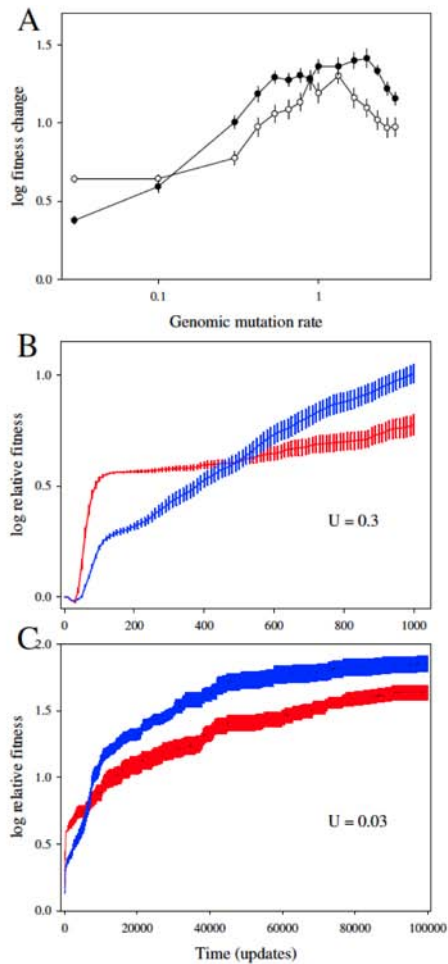 A
1.5
1.0
0.5
0.0
log fitness change
0.1 1
Genomic mutation rate
B
1.0
0.5
0.0
log relative fitness
U = 0.3
0 200 400 600 800 1000
C
2.0
1.5
1.0
0.5
0.0
log relative fitness
U = 0.03
0 20000 40000 60000 80000 100000
Time (updates)